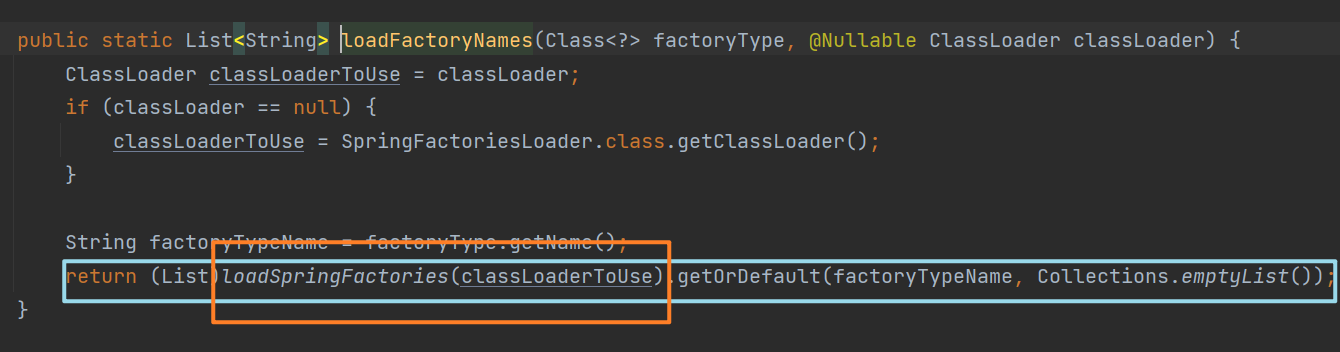 public static List<String> loadFactoryNames(Class<?> factoryType, @Nullable ClassLoader classLoader) {
    ClassLoader classLoaderToUse = classLoader;
    if (classLoader == null) {
        classLoaderToUse = SpringFactoriesLoader.class.getClassLoader();
    }
    String factoryTypeName = factoryType.getName();
    return (List)loadSpringFactories(classLoaderToUse).getOrDefault(factoryTypeName, Collections.emptyList());
}